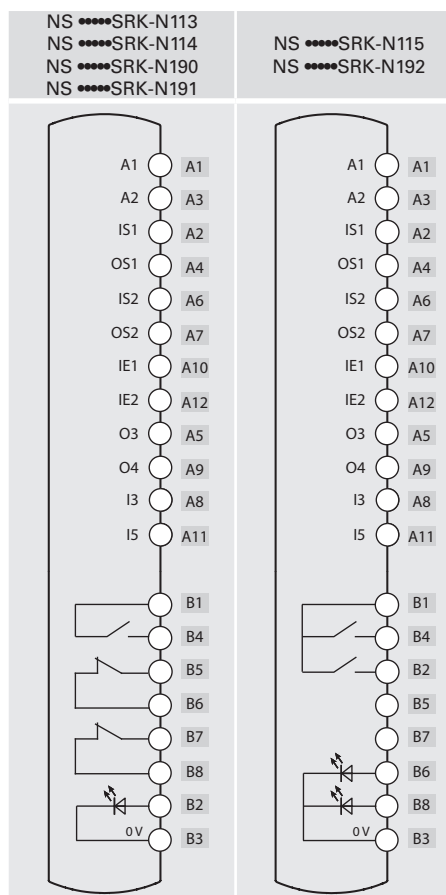 NS •••••SRK-N113
NS •••••SRK-N114
NS •••••SRK-N190
NS •••••SRK-N191
NS •••••SRK-N115
NS •••••SRK-N192
A1 A1
A2 A3
IS1 A2
OS1 A4
IS2 A6
OS2 A7
IE1 A10
IE2 A12
O3 A5
O4 A9
I3 A8
I5 A11
B1
B4
B5
B6
B7
B8
B2
0 V B3
A1 A1
A2 A3
IS1 A2
OS1 A4
IS2 A6
OS2 A7
IE1 A10
IE2 A12
O3 A5
O4 A9
I3 A8
I5 A11
B1
B4
B2
B5
B7
B6
B8
0 V B3